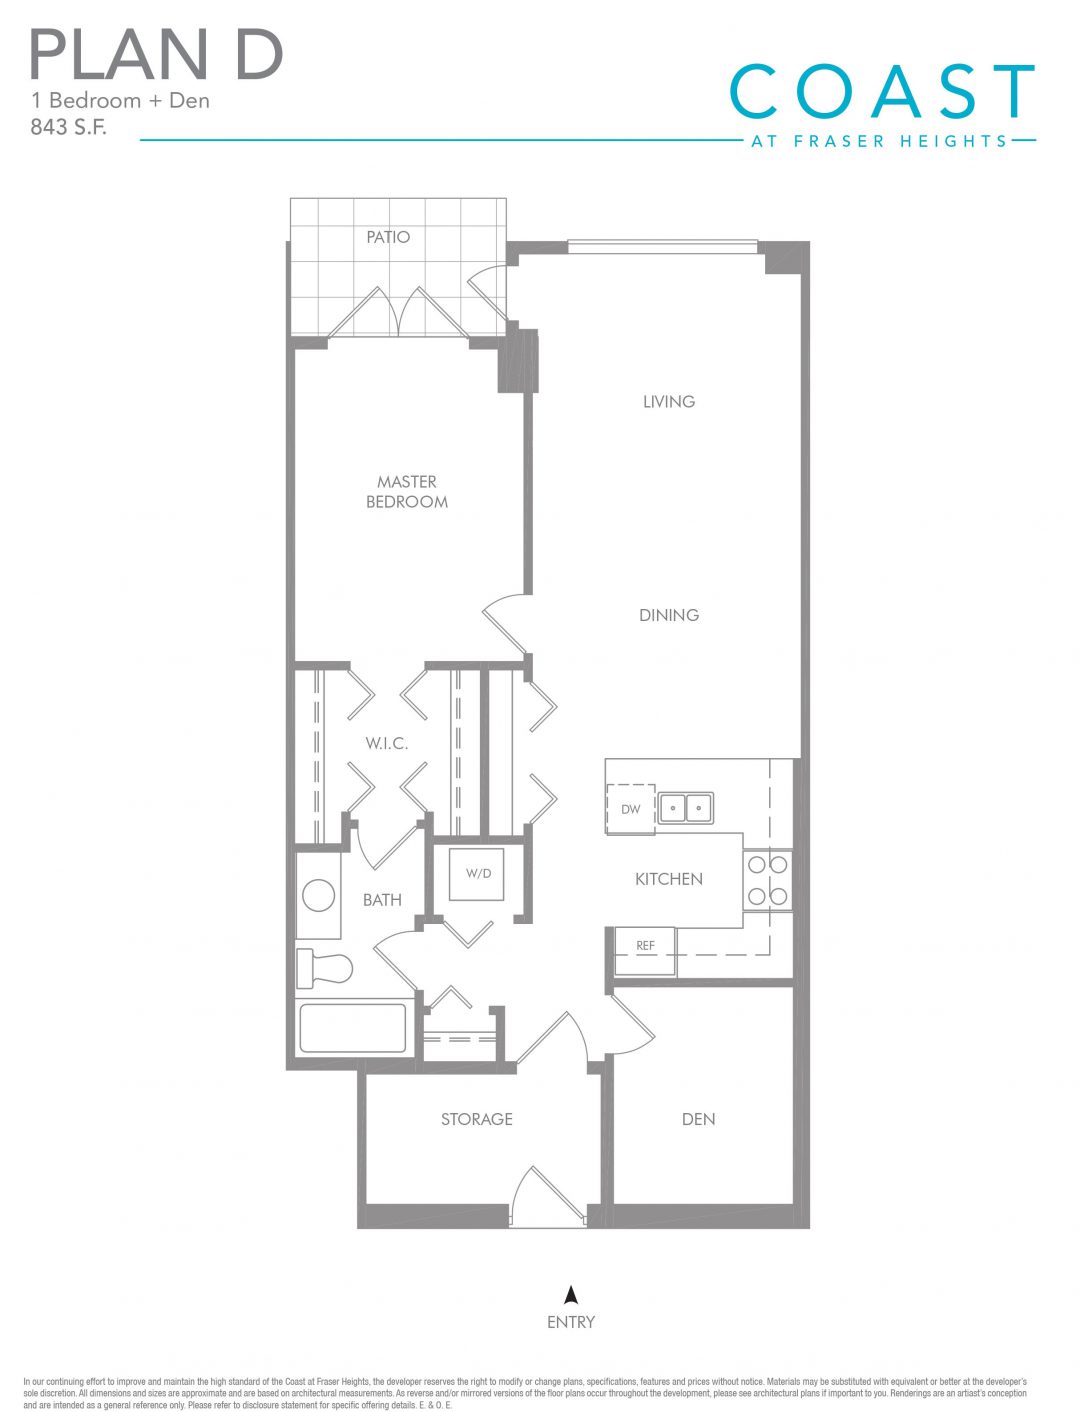 PLAN D
1 Bedroom + Den
843 S.F.
COAST
AT FRASER HEIGHTS
PATIO
LIVING
MASTER
BEDROOM
DINING
W.I.C.
DW
W/D
KITCHEN
BATH
REF
STORAGE
DEN
ENTRY
In our continuing effort to improve and maintain the high standard of the Coast at Fraser Heights, the developer reserves the right to modify or change plans, specifications, features and prices without notice. Materials may be substituted with equivalent or better at the developer's
sole discretion. All dimensions and sizes are approximate and are based on architectural measurements. As reverse and/or mirrored versions of the floor plans occur throughout the development, please see architectural plans if important to you. Renderings are an artiast's conception
and are intended as a general reference only. Please refer to disclosure statement for specific offering details. E. & O. E.